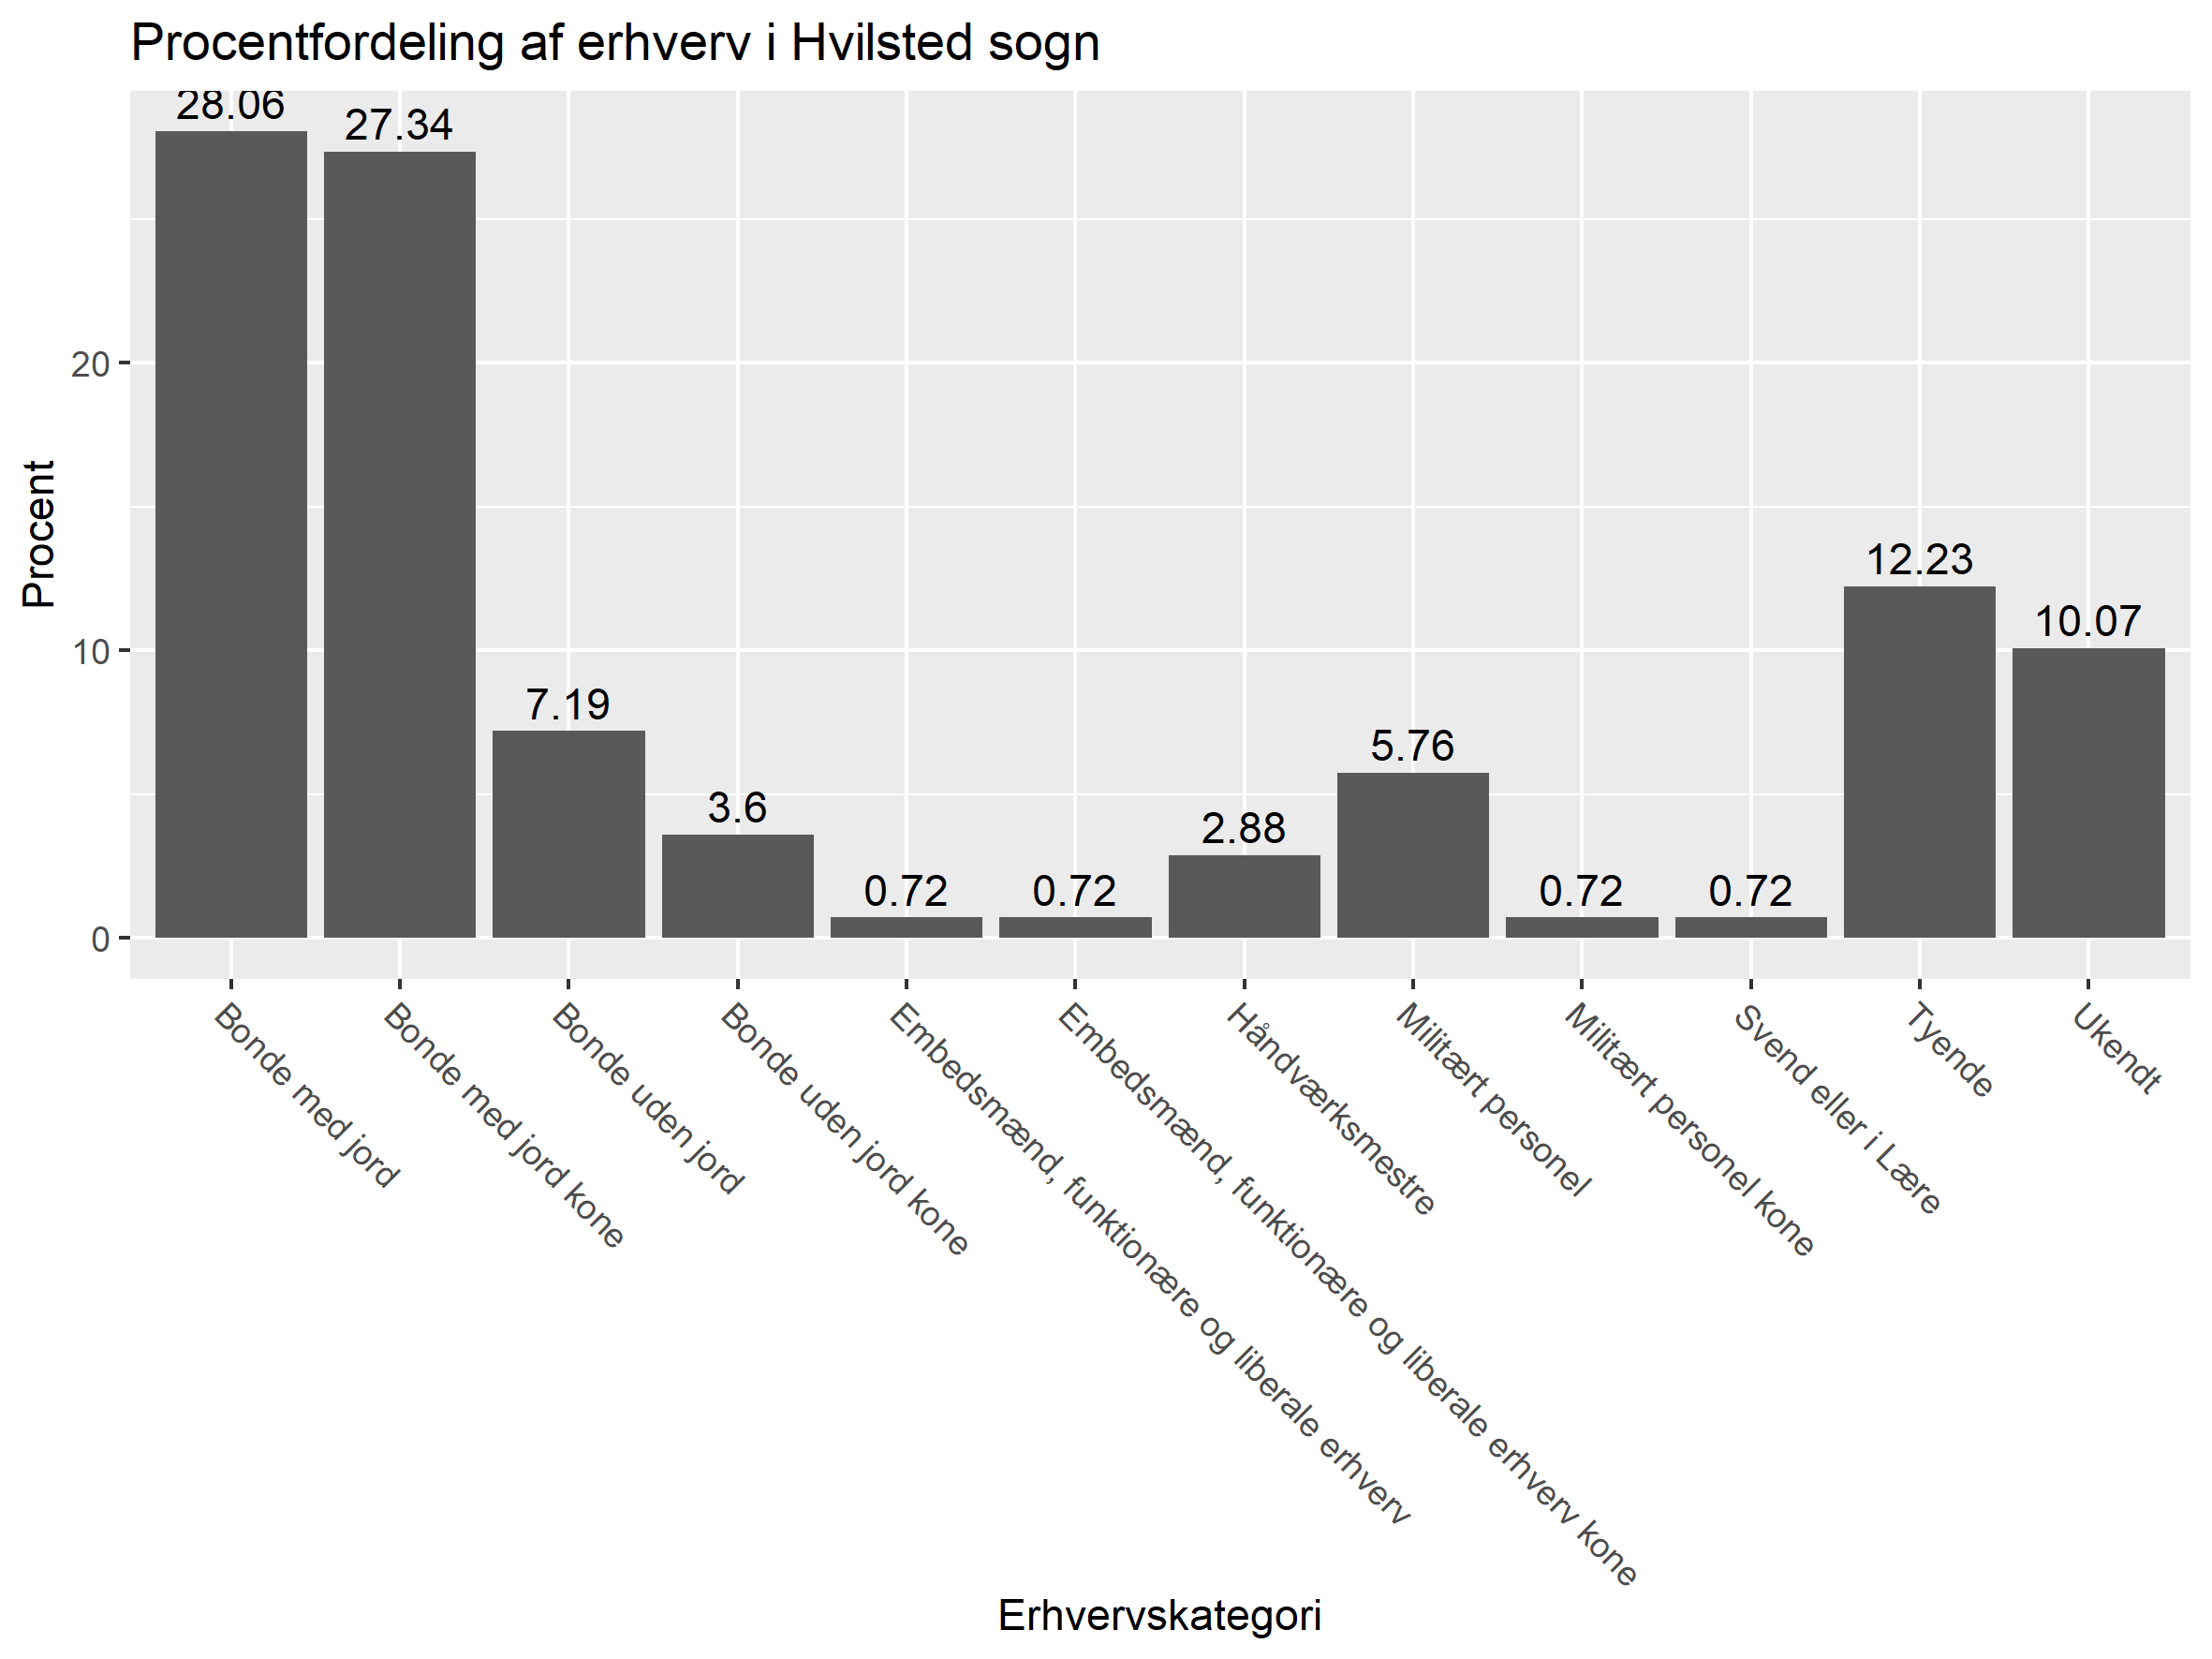 Procentfordeling af erhverv i Hvilsted sogn
28.06
27.34
7.19
3.6
0.72
0.72
2.88
5.76
0.72
0.72
12.23
10.07
Procent
20
10
0
Bonde med jord
Bonde med jord kone
Bonde uden jord
Bonde uden jord kone
Embedsmænd, funktionære og liberale erhverv
Embedsmænd, funktionære og liberale erhverv kone
Håndværksmestre
Militært personel
Militært personel kone
Svend eller i Lære
Tyende
Ukendt
Erhvervskategori